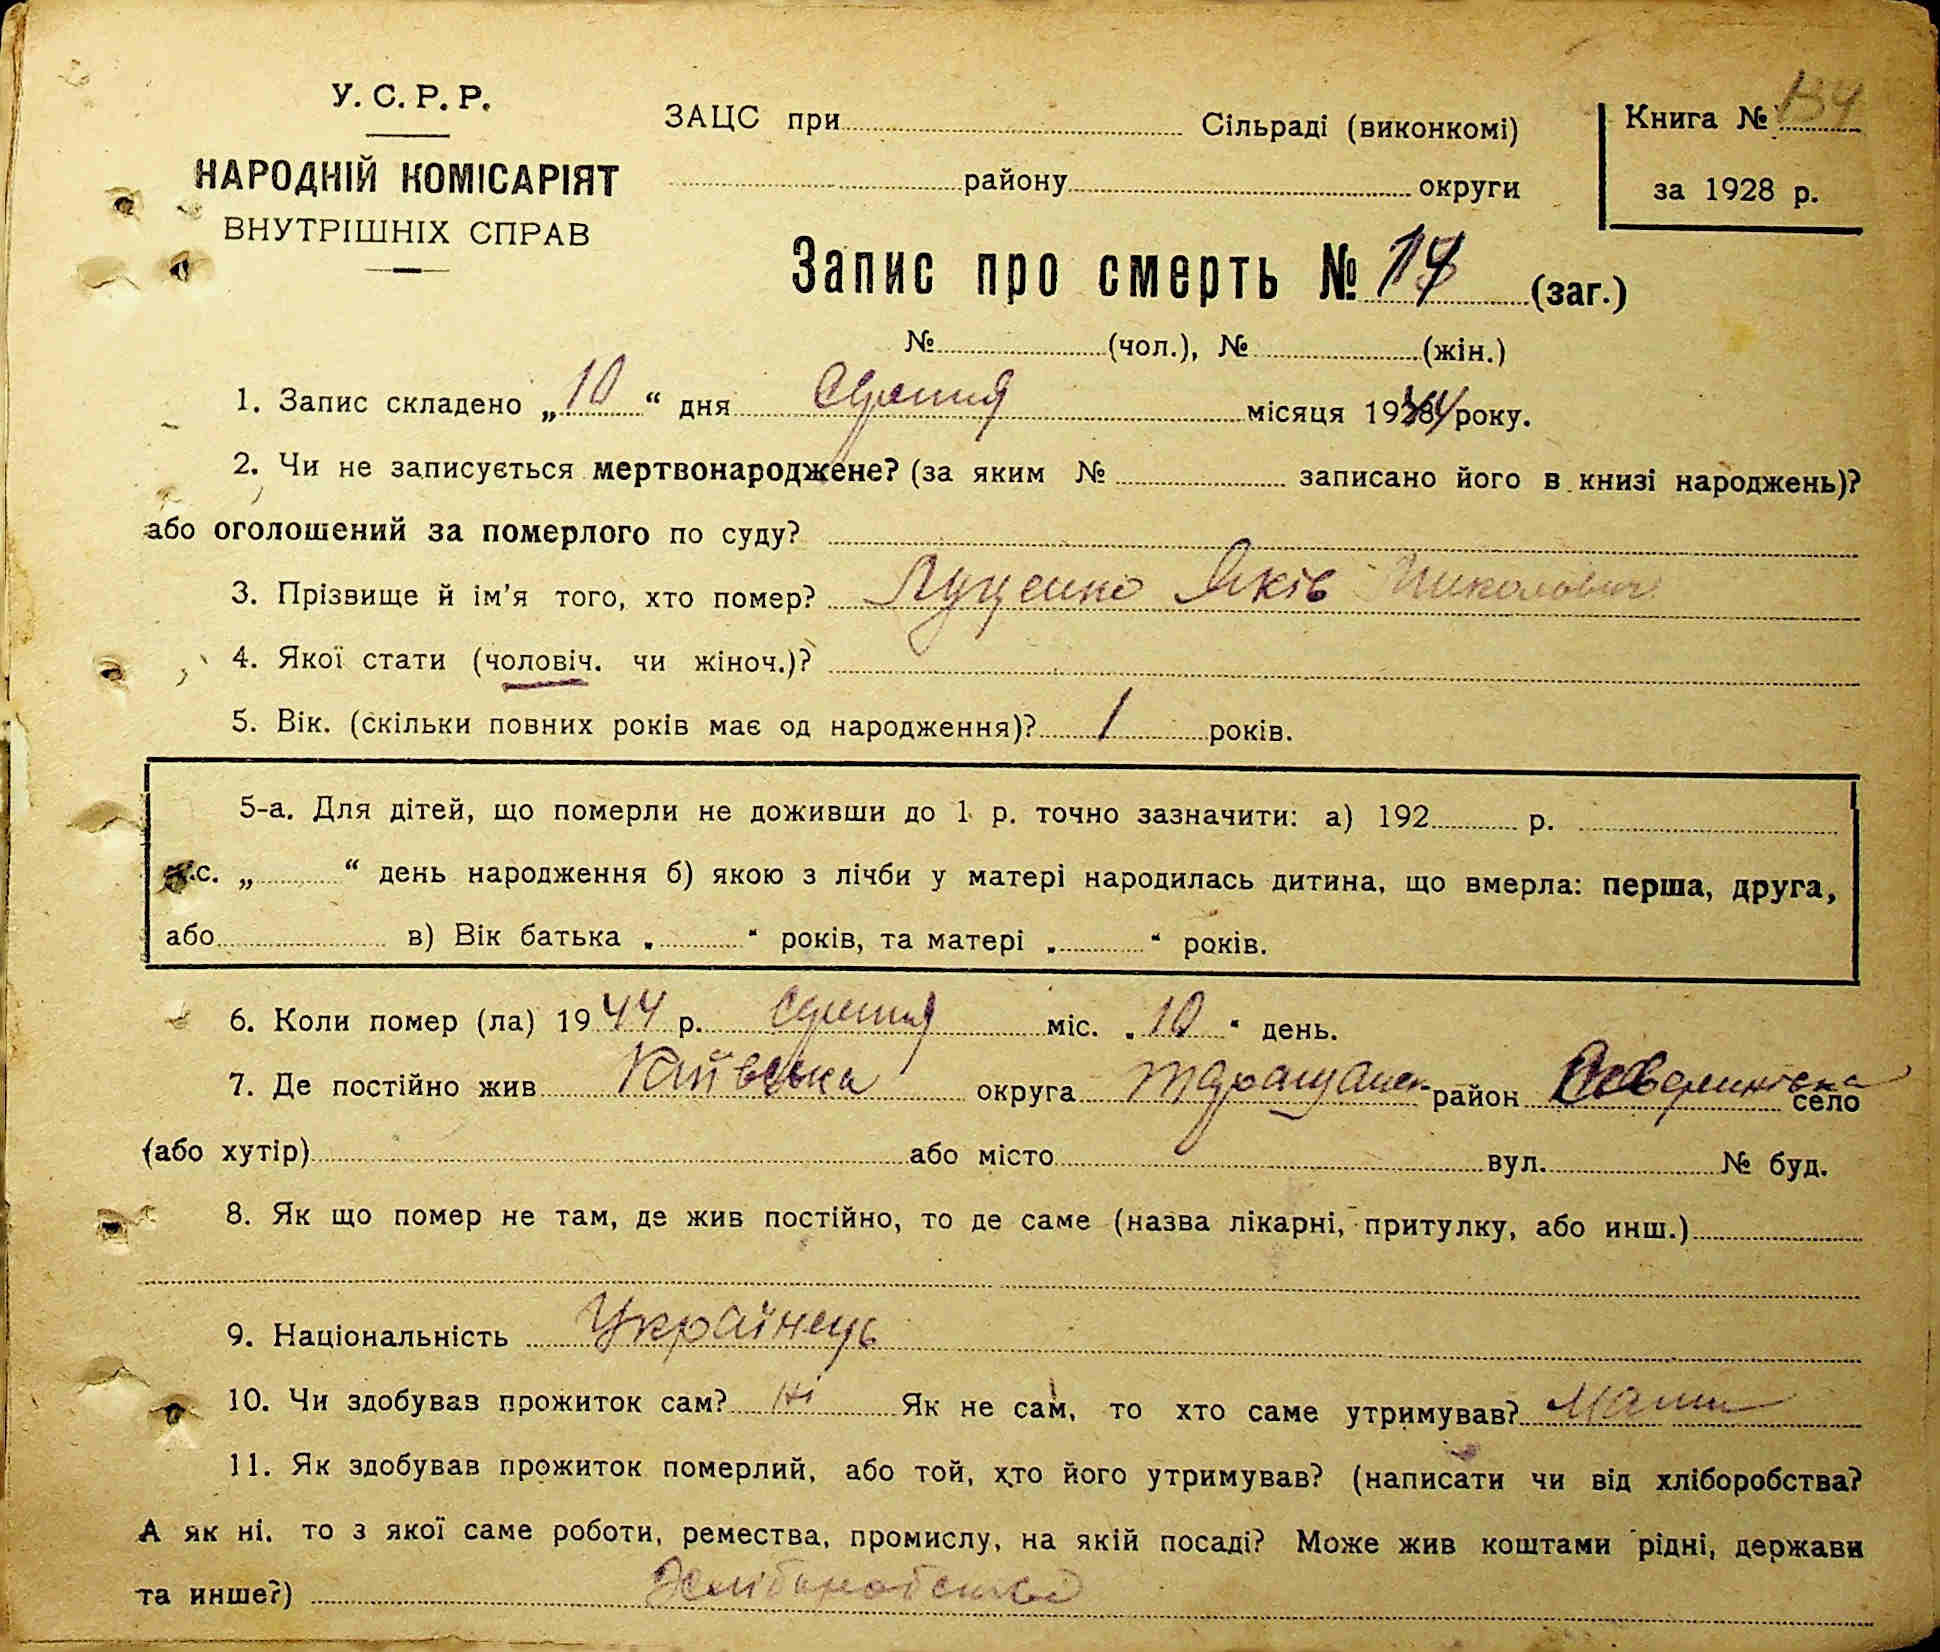 У. С. Р. Р.
НАРОДНІЙ КОМІСАРІЯТ
ВНУТРІШНІХ СПРАВ
ЗАЦС при Сільраді (виконкомі)
району округи
Книга № 134
за 1928 р.
Запис про смерть № (заг.)
№ (чол.), № (жін.)
1. Запис складено „10“ дня Серпня місяця 1944 року.
2. Чи не записується мертвонароджене? (за яким № записано його в книзі народжень)?
або оголошений за померлого по суду?
3. Прізвище й ім'я того, хто помер? Луценко Яків Миколович
4. Якої стати (чоловіч. чи жіноч.)?
5. Вік. (скільки повних років має од народження)? 1 років.
5-а. Для дітей, що померли не доживши до 1 р. точно зазначити: а) 192 р.
м.с. „ “ день народження б) якою з лічби у матері народилась дитина, що вмерла: перша, друга,
або в) Вік батька „ “ років, та матері „ “ років.
6. Коли помер (ла) 1944 р. серпня міс. „10“ день.
7. Де постійно жив Київська округа Таращанск район село
(або хутір) або місто вул. № буд.
8. Як що помер не там, де жив постійно, то де саме (назва лікарні, притулку, або инш.)
9. Національність Українець
10. Чи здобував прожиток сам? ні Як не сам, то хто саме утримував? Мати
11. Як здобував прожиток померлий, або той, хто його утримував? (написати чи від хліборобства?
А як ні. то з якої саме роботи, ремества, промислу, на якій посаді? Може жив коштами рідні, держави
та инше?) Хліборобство